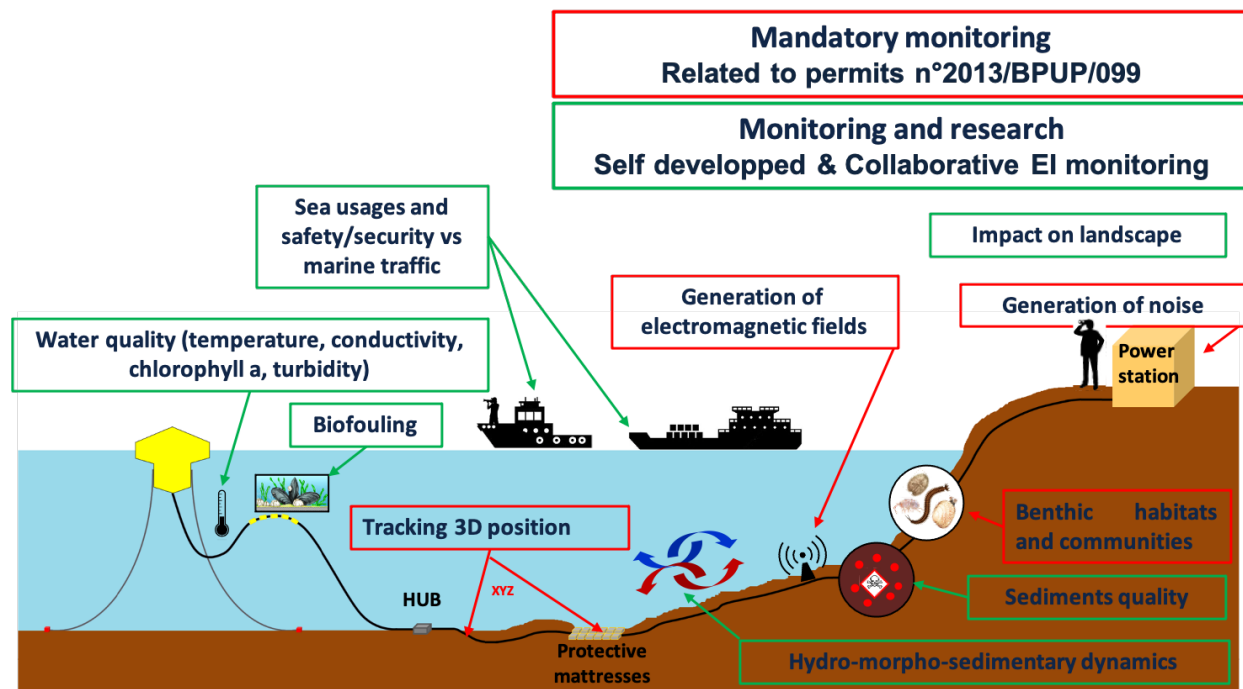 Mandatory monitoring
Related to permits n°2013/BPUP/099
Monitoring and research
Self developped & Collaborative EI monitoring
Sea usages and
safety/security vs
marine traffic
Impact on landscape
Generation of
electromagnetic fields
Generation of noise
Water quality (temperature, conductivity,
chlorophyll a, turbidity)
Power
station
Biofouling
Tracking 3D position
Benthic habitats
and communities
XYZ
HUB
Sediments quality
Protective
mattresses
Hydro-morpho-sedimentary dynamics